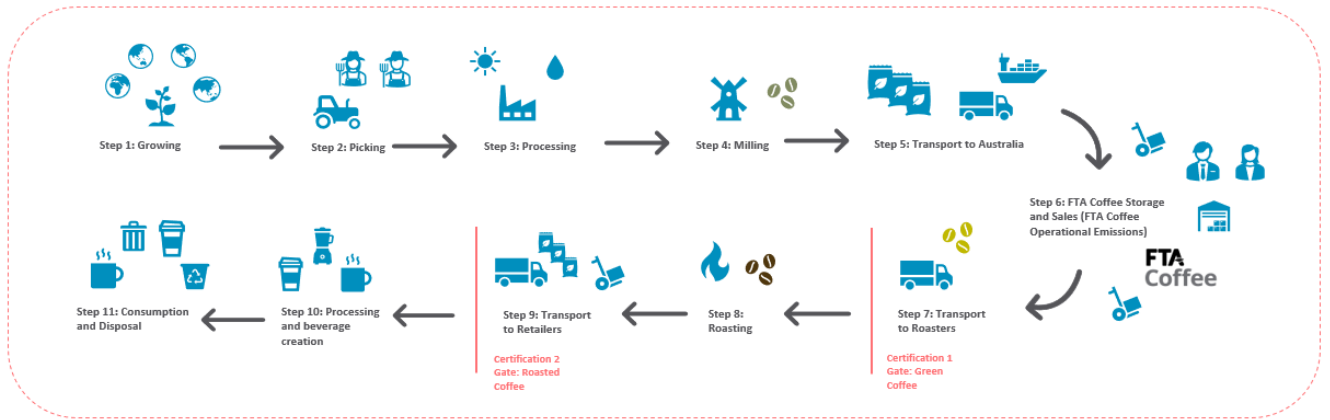 Step 1: Growing
Step 2: Picking
Step 3: Processing
Step 4: Milling
Step 5: Transport to Australia
Step 6: FTA Coffee Storage
and Sales (FTA Coffee
Operational Emissions)
FTA
Coffee
Step 7: Transport
to Roasters
Certification 1
Gate: Green
Coffee
Step 8:
Roasting
Step 9: Transport
to Retailers
Certification 2
Gate: Roasted
Coffee
Step 10: Processing
and beverage
creation
Step 11: Consumption
and Disposal